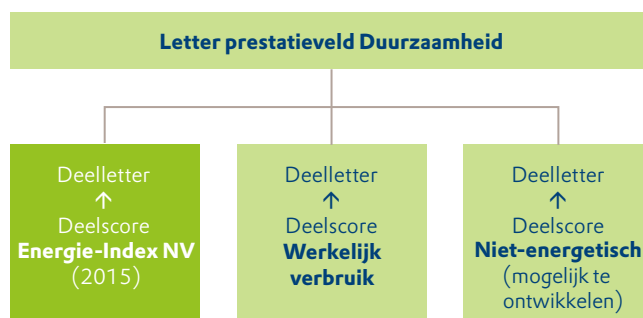 Letter prestatieveld Duurzaamheid
Deelletter
↑
Deelscore
Energie-Index NV
(2015)
Deelletter
↑
Deelscore
Werkelijk
verbruik
Deelletter
↑
Deelscore
Niet-energetisch
(mogelijk te
ontwikkelen)